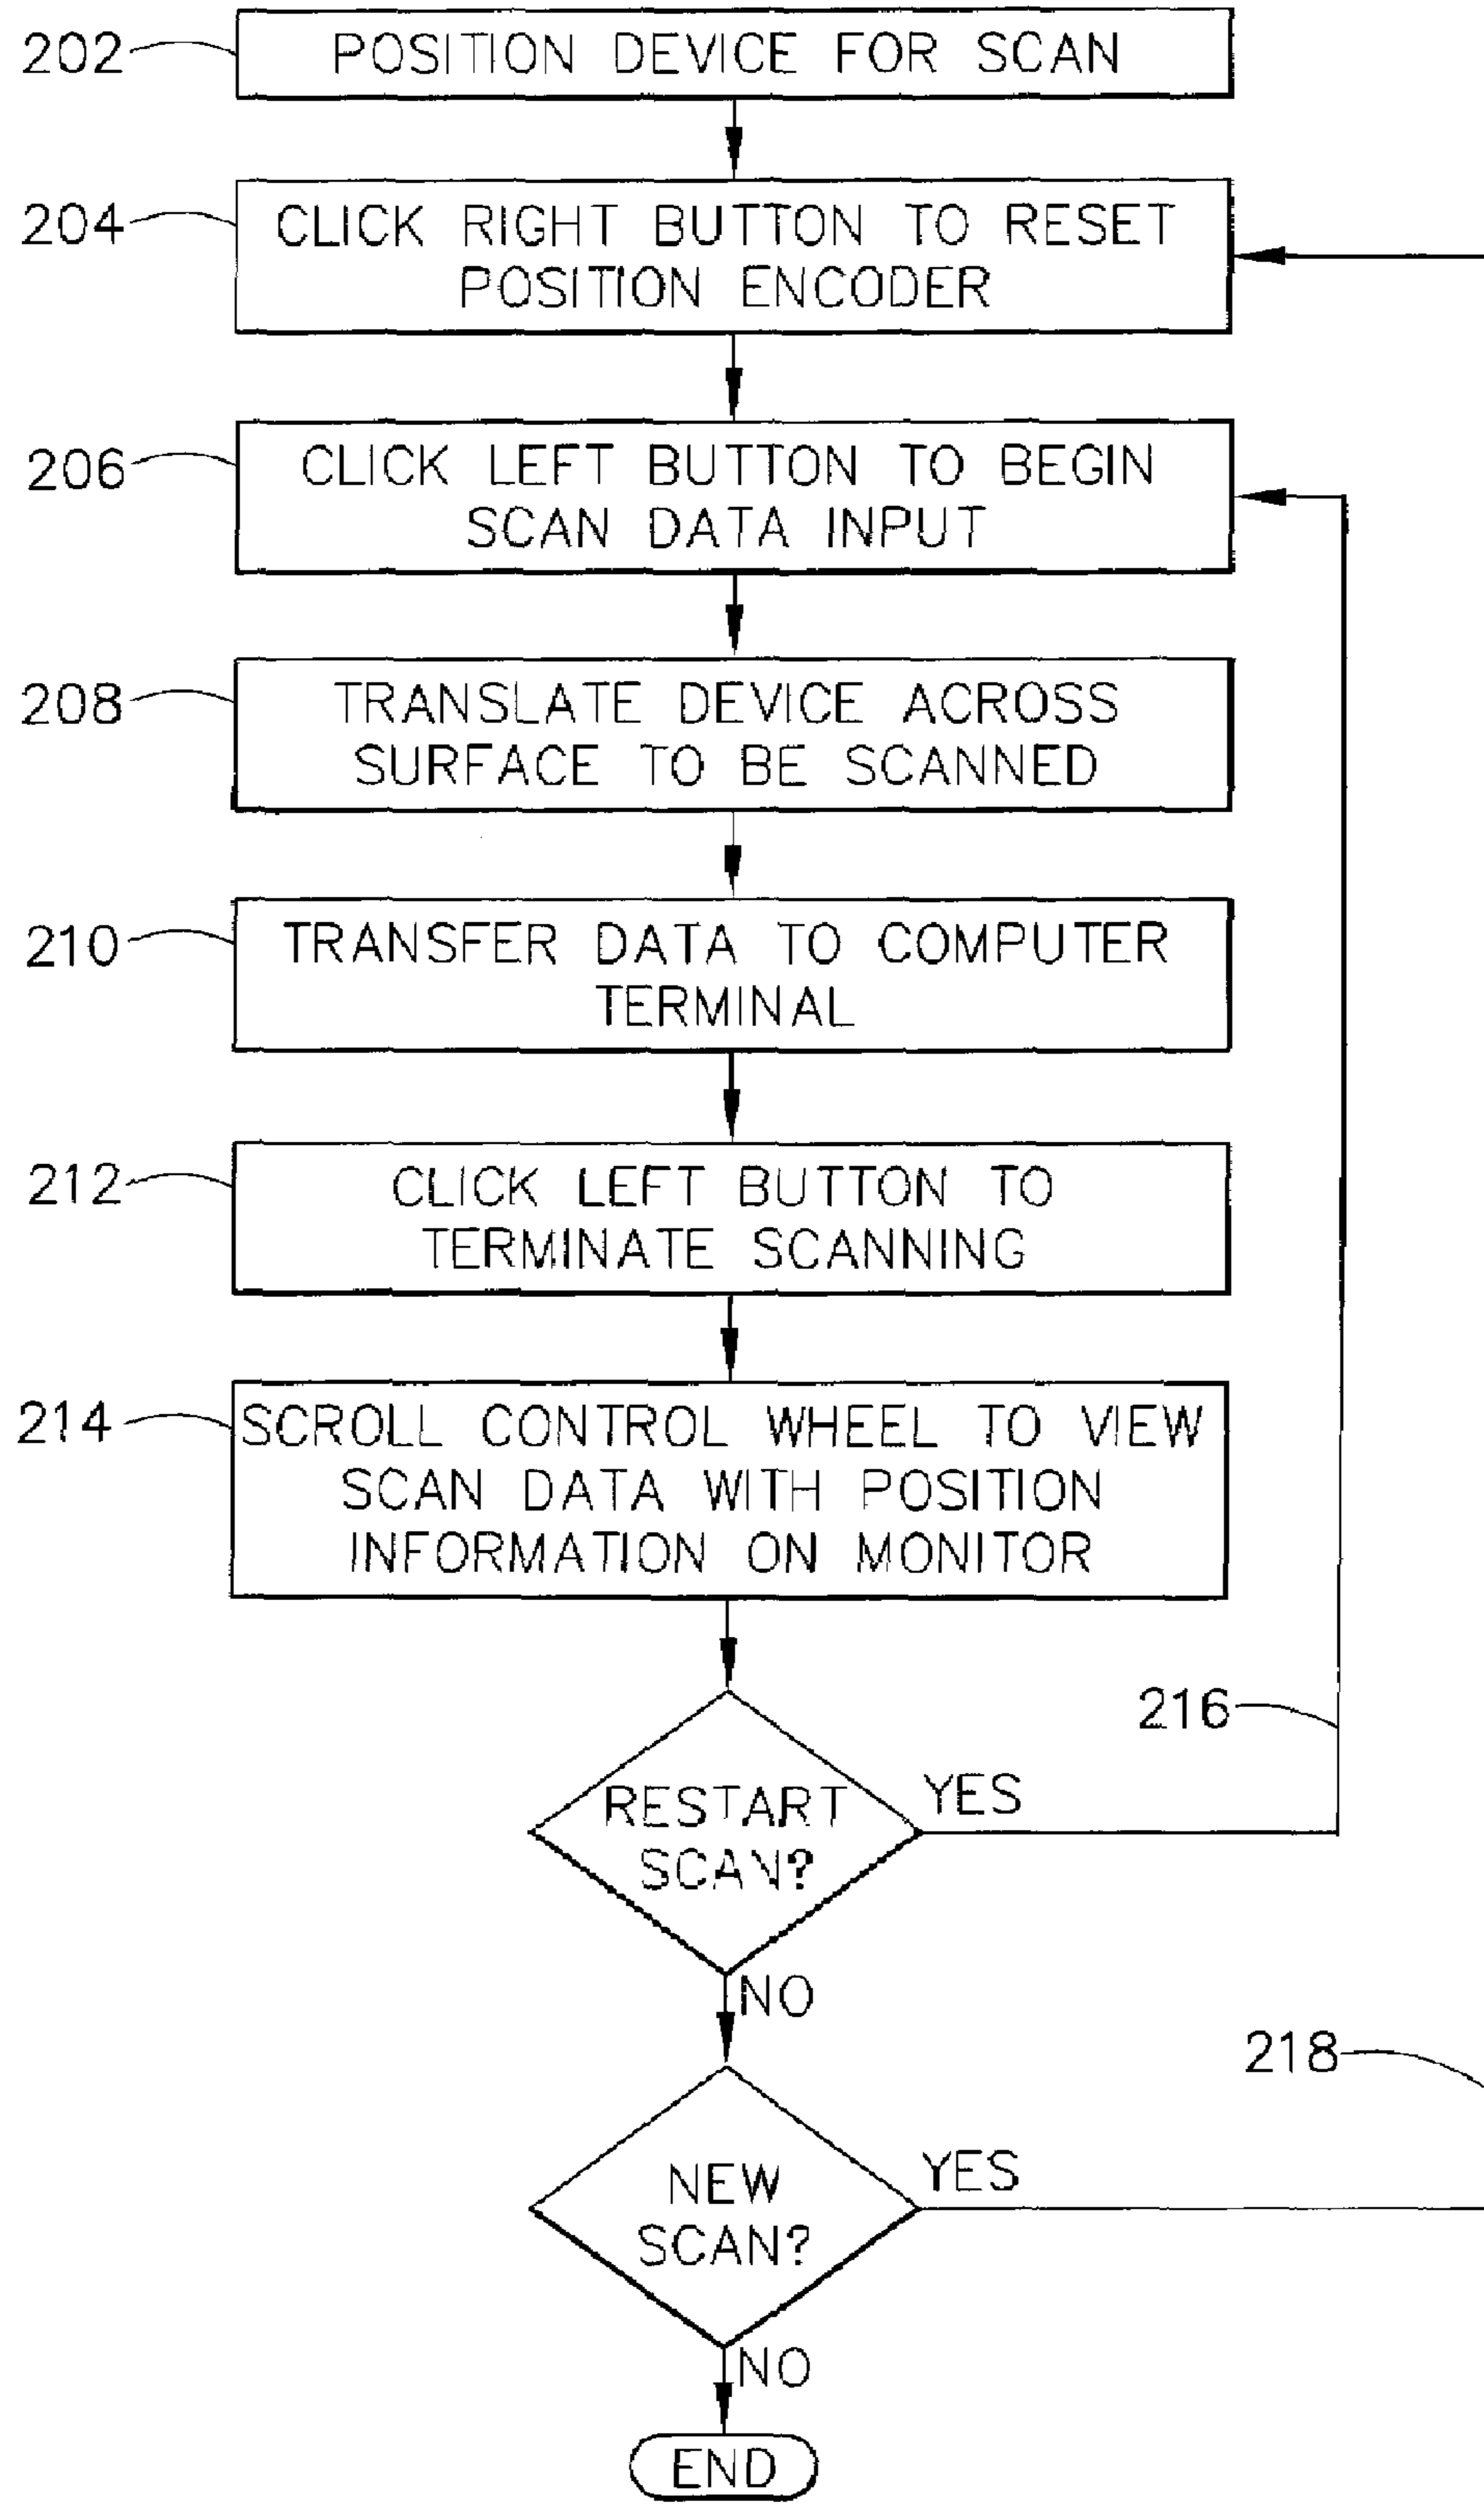 202
POSITION DEVICE FOR SCAN
204
CLICK RIGHT BUTTON TO RESET
POSITION ENCODER
206
CLICK LEFT BUTTON TO BEGIN
SCAN DATA INPUT
208
TRANSLATE DEVICE ACROSS
SURFACE TO BE SCANNED
210
TRANSFER DATA TO COMPUTER
TERMINAL
212
CLICK LEFT BUTTON TO
TERMINATE SCANNING
214
SCROLL CONTROL WHEEL TO VIEW
SCAN DATA WITH POSITION
INFORMATION ON MONITOR
216
RESTART
SCAN?
YES
NO
218
NEW
SCAN?
YES
NO
END